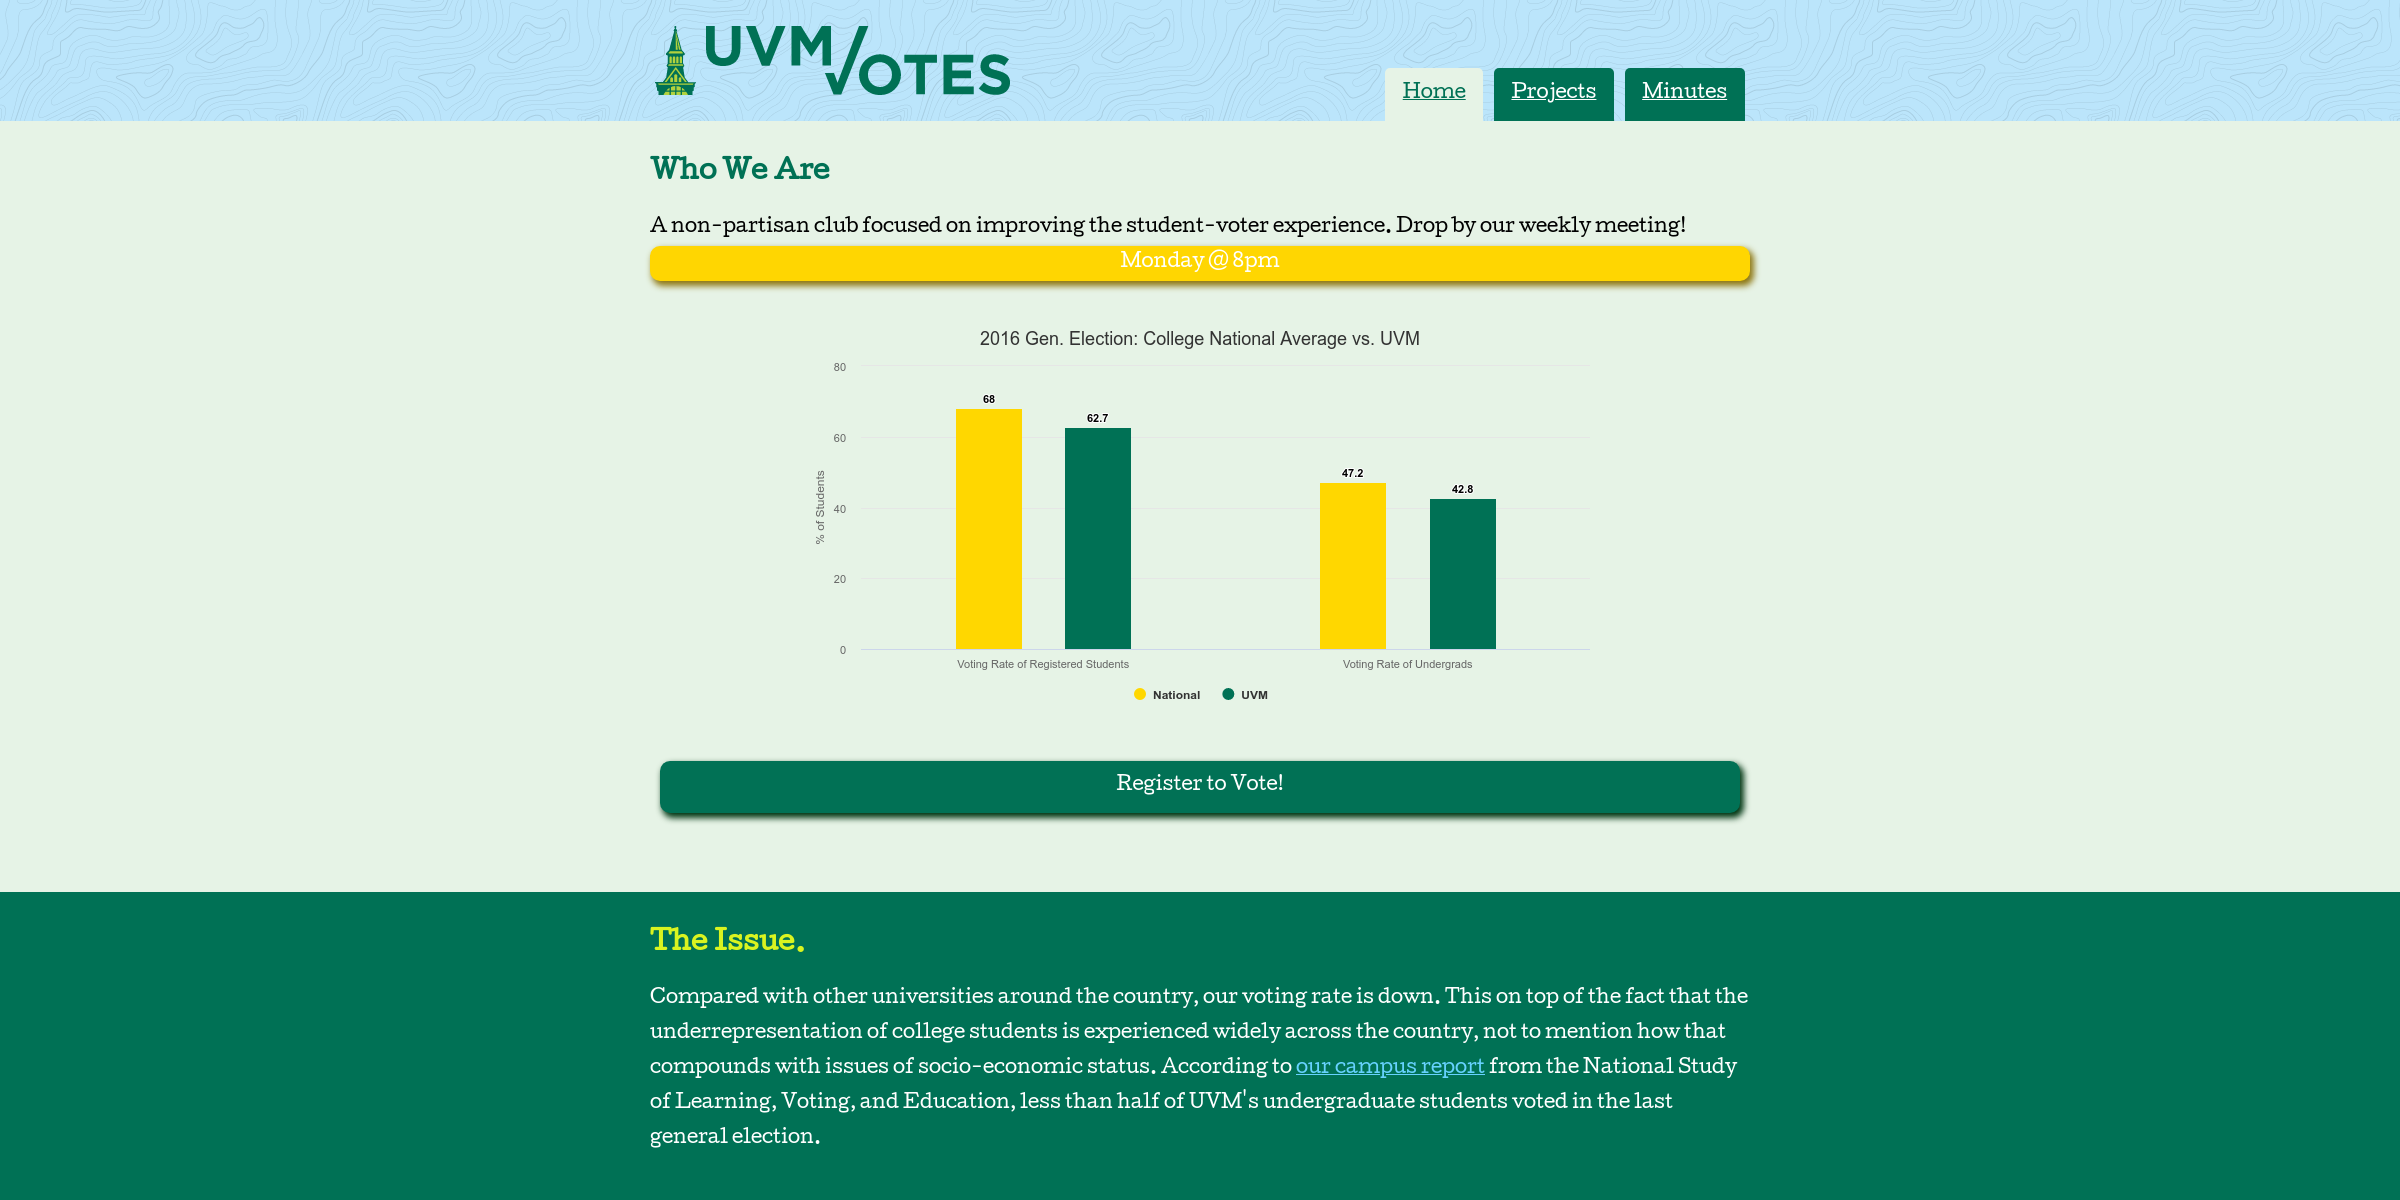 UVM VOTES
Home Projects Minutes
Who We Are
A non-partisan club focused on improving the student-voter experience. Drop by our weekly meeting!
Monday @ 8pm
2016 Gen. Election: College National Average vs. UVM
80
60
40
20
0
% of Students
68
62.7
47.2
42.8
Voting Rate of Registered Students
Voting Rate of Undergrads
National UVM
Register to Vote!
The Issue.
Compared with other universities around the country, our voting rate is down. This on top of the fact that the
underrepresentation of college students is experienced widely across the country, not to mention how that
compounds with issues of socio-economic status. According to our campus report from the National Study
of Learning, Voting, and Education, less than half of UVM's undergraduate students voted in the last
general election.